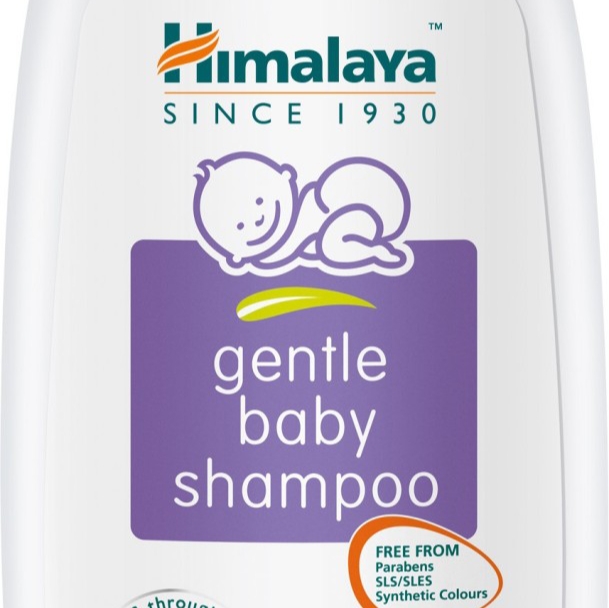 Himalaya™
SINCE 1930
gentle
baby
shampoo
FREE FROM
Parabens
SLS/SLES
Synthetic Colours